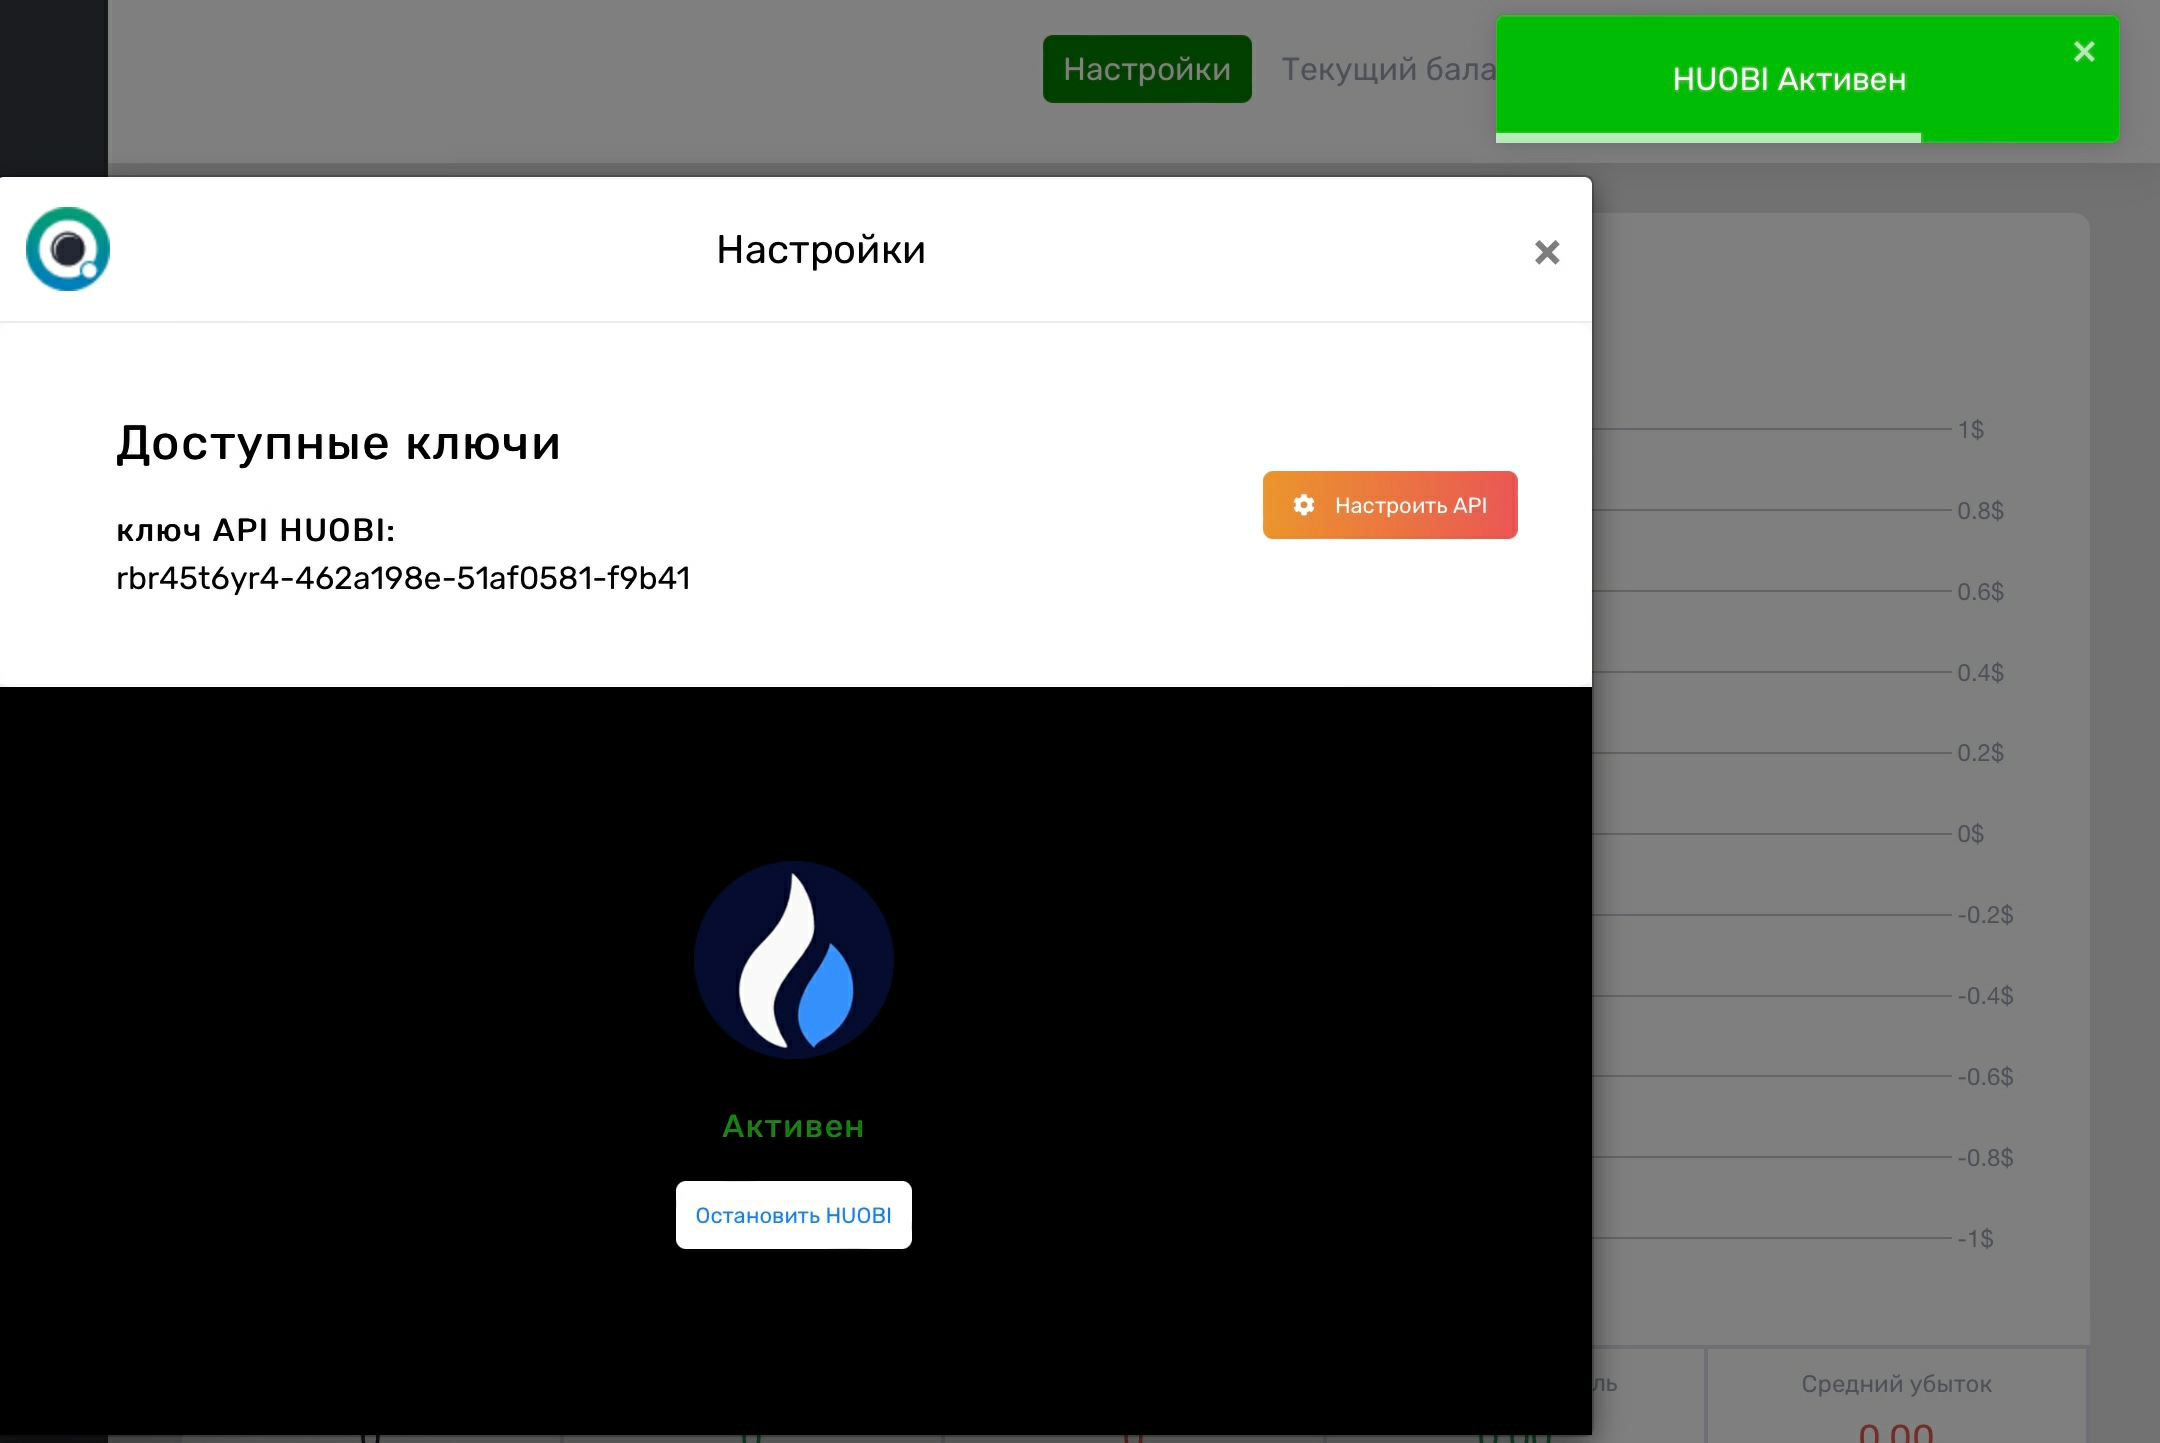 Настройки
Текущий бала
HUOBI Активен
Настройки
Доступные ключи
ключ API HUOBI:
rbr45t6yr4-462a198e-51af0581-f9b41
Настроить API
Активен
Остановить HUOBI
1$
0.8$
0.6$
0.4$
0.2$
0$
-0.2$
-0.4$
-0.6$
-0.8$
-1$
ль
Средний убыток
0.00